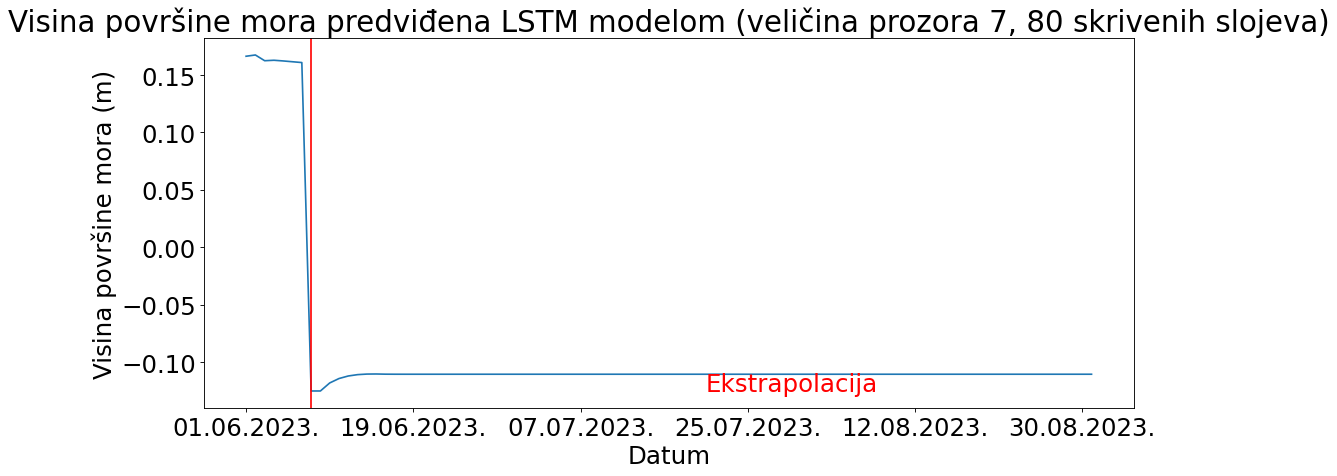 Visina površine mora predviđena LSTM modelom (veličina prozora 7, 80 skrivenih slojeva)
Visina površine mora (m)
0.15
0.10
0.05
0.00
−0.05
−0.10
Ekstrapolacija
01.06.2023. 19.06.2023. 07.07.2023. 25.07.2023. 12.08.2023. 30.08.2023.
Datum